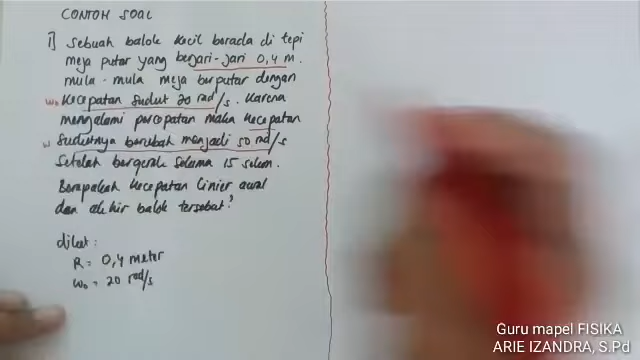 CONTOH SOAL
1) Sebuah balok kecil berada di tepi
meja putar yang berjari-jari 0,4 m.
mula-mula meja berputar dengan
ω₀ Kecepatan sudut 20 rad/s. Karena
mengalami percepatan maka kecepatan
ω Sudutnya berubah menjadi 50 rad/s
Setelah bergerak selama 15 sekon.
Berapakah kecepatan linier awal
dan akhir balok tersebut?
diket:
R = 0,4 meter
ω₀ = 20 rad/s
Guru mapel FISIKA
ARIE IZANDRA, S.Pd